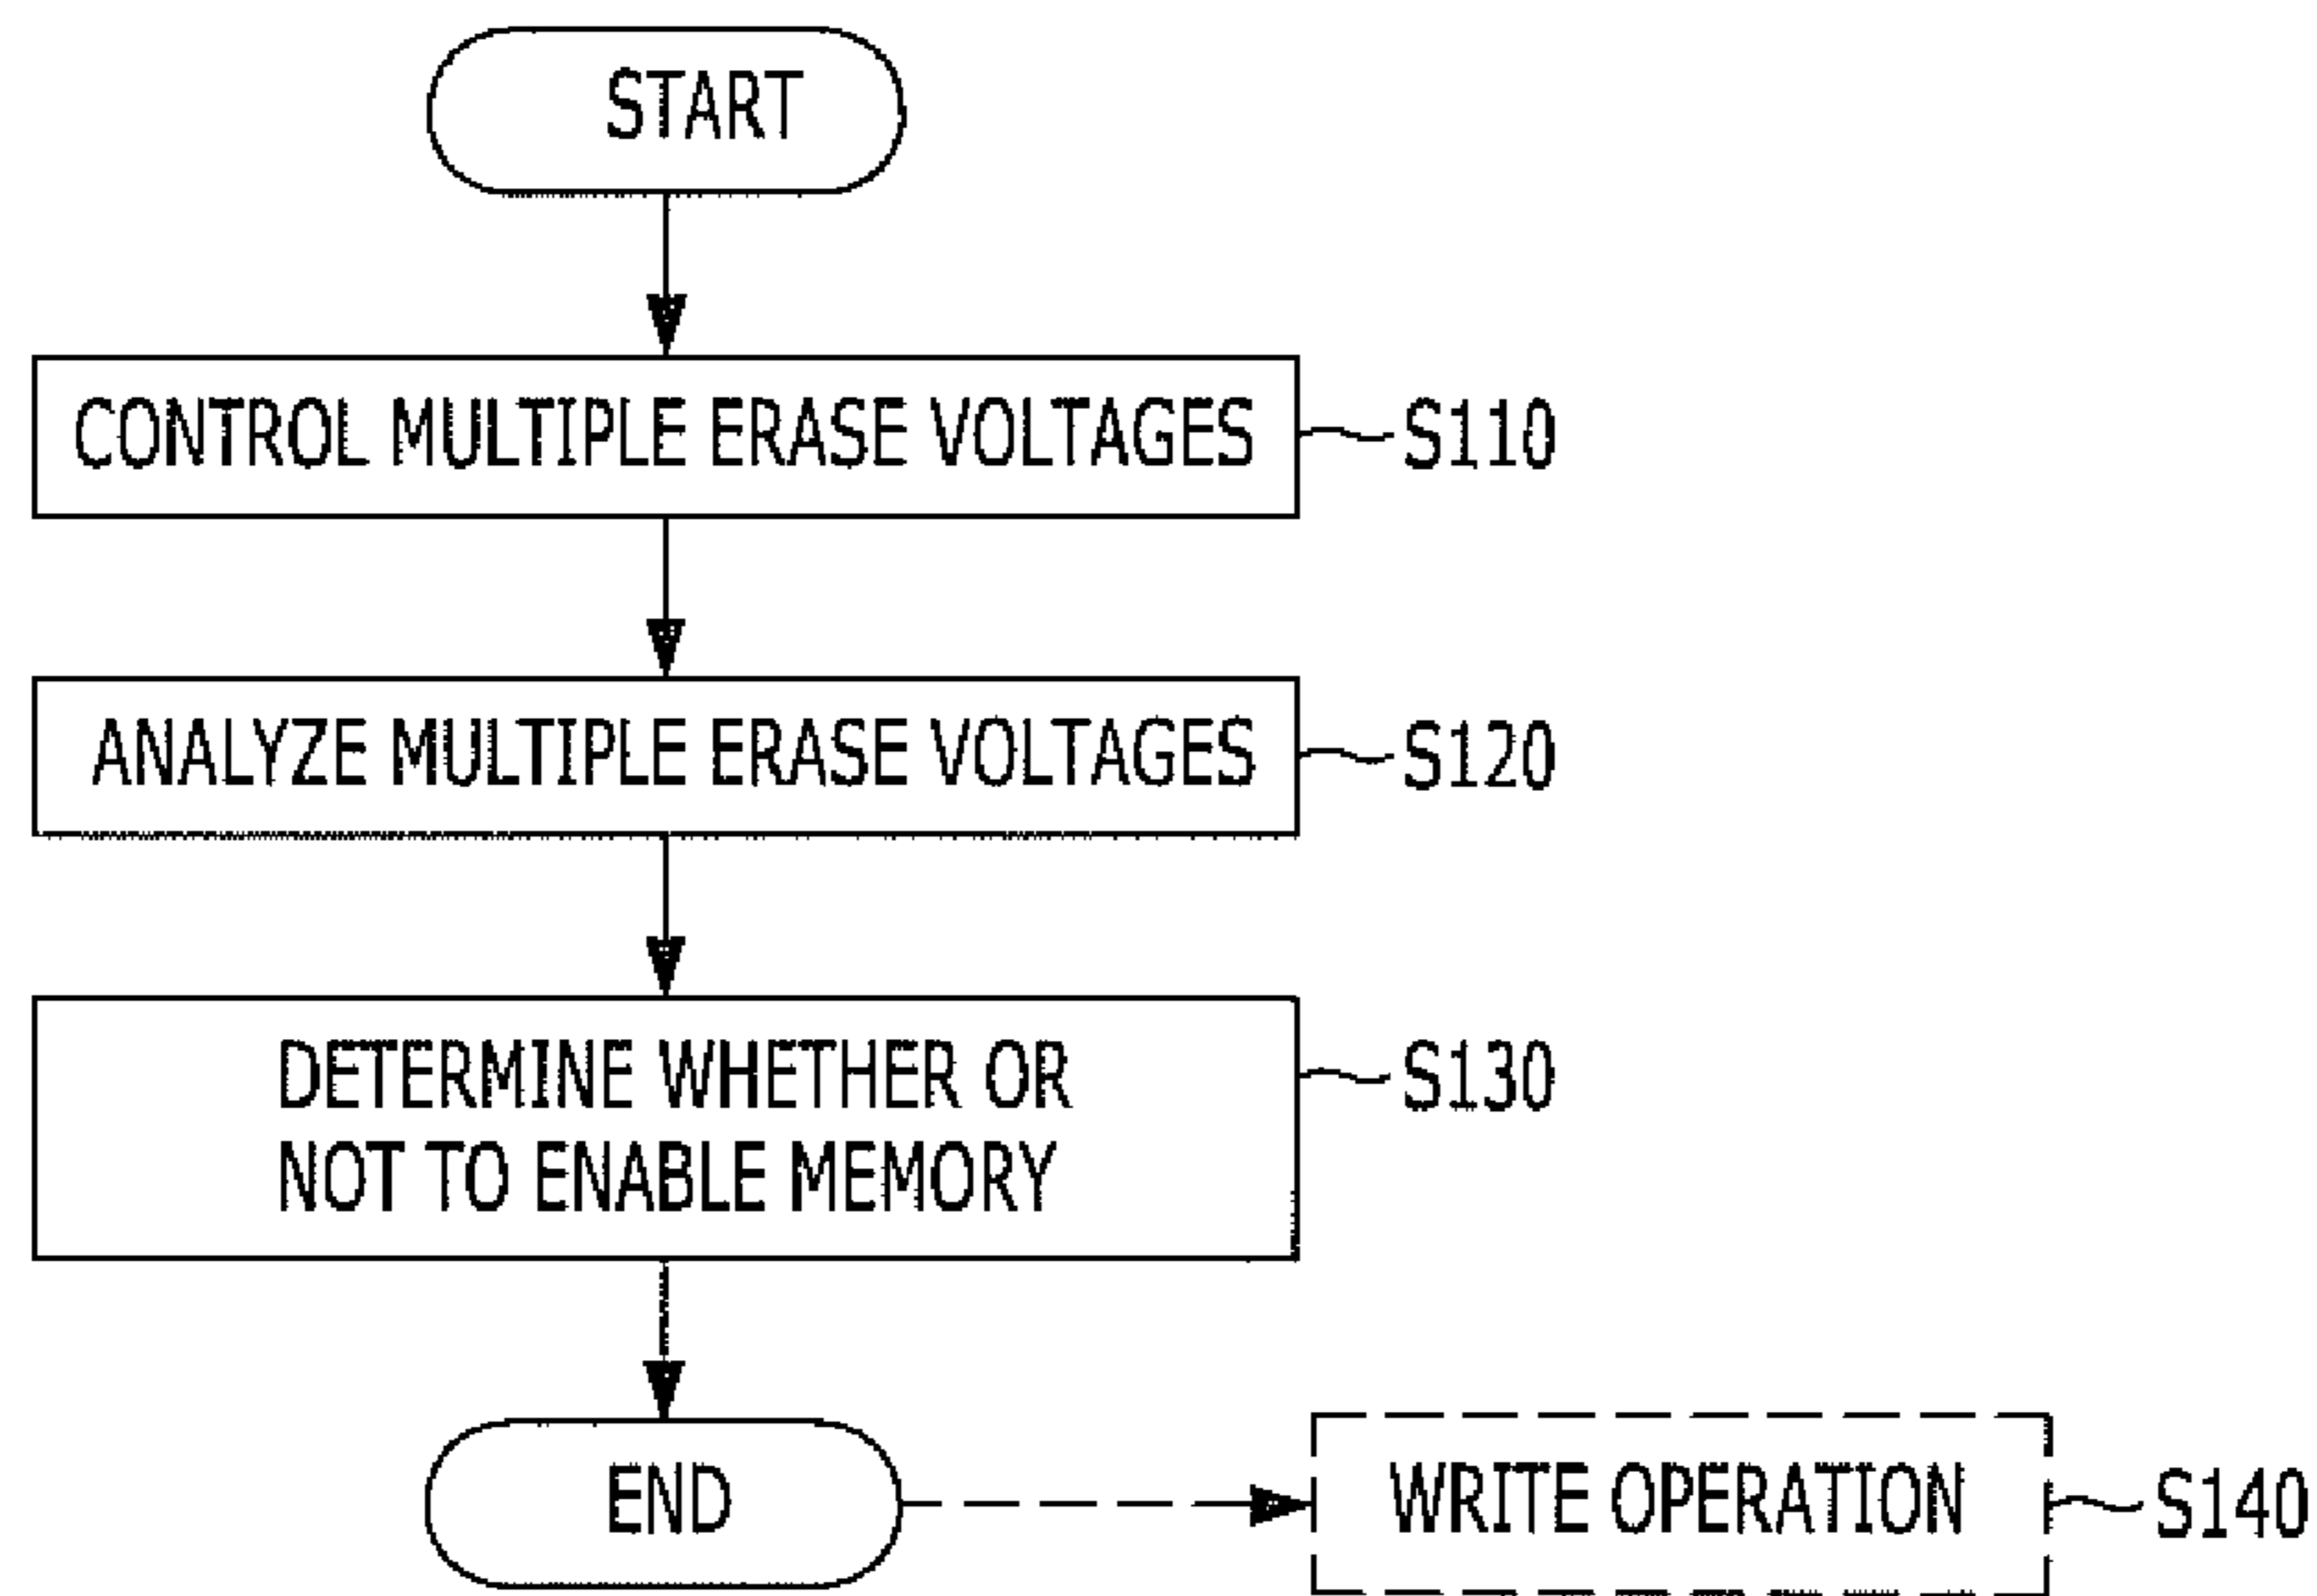 START
CONTROL MULTIPLE ERASE VOLTAGES
S110
ANALYZE MULTIPLE ERASE VOLTAGES
S120
DETERMINE WHETHER OR
NOT TO ENABLE MEMORY
S130
END
WRITE OPERATION
S140